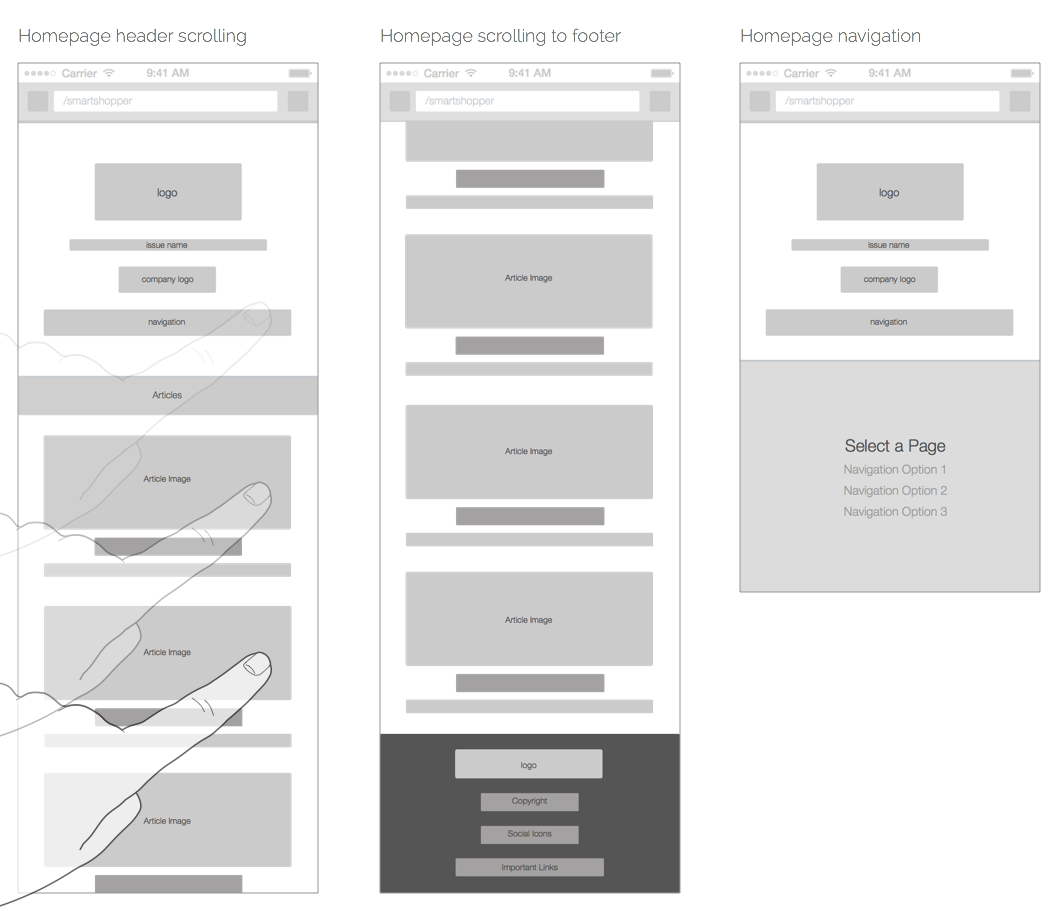 Homepage header scrolling
Carrier
9:41 AM
/smartshopper
logo
issue name
company logo
navigation
Articles
Article Image
Article Image
Article Image
Homepage scrolling to footer
Carrier
9:41 AM
/smartshopper
Article Image
Article Image
Article Image
logo
Copyright
Social Icons
Important Links
Homepage navigation
Carrier
9:41 AM
/smartshopper
logo
issue name
company logo
navigation
Select a Page
Navigation Option 1
Navigation Option 2
Navigation Option 3